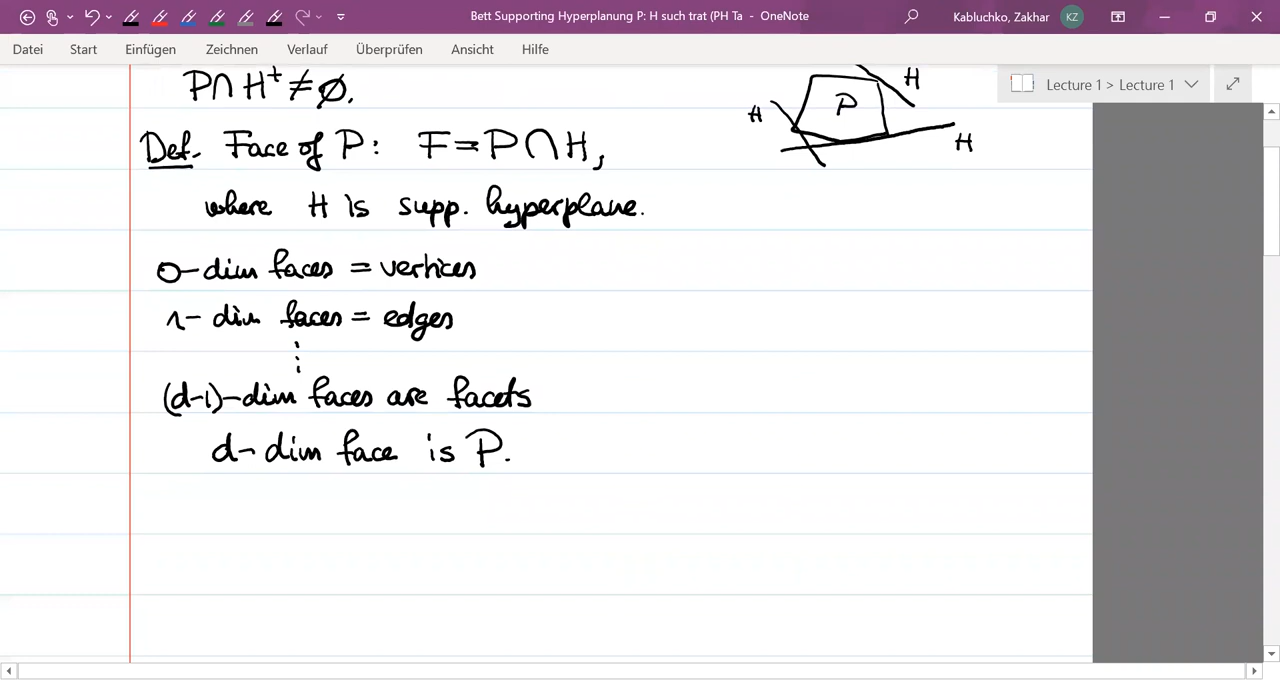 Bett Supporting Hyperplanung P: H such trat (PH Ta - OneNote
Kabluchko, Zakhar
KZ
Datei Start Einfügen Zeichnen Verlauf Überprüfen Ansicht Hilfe
Lecture 1 > Lecture 1
P∩H⁺ ≠ ∅.
H
P
H
H
Def. Face of P: F = P∩H,
where H is supp. hyperplane.
0-dim faces = vertices
1-dim faces = edges
⋮
(d-1)-dim faces are facets
d-dim face is P.